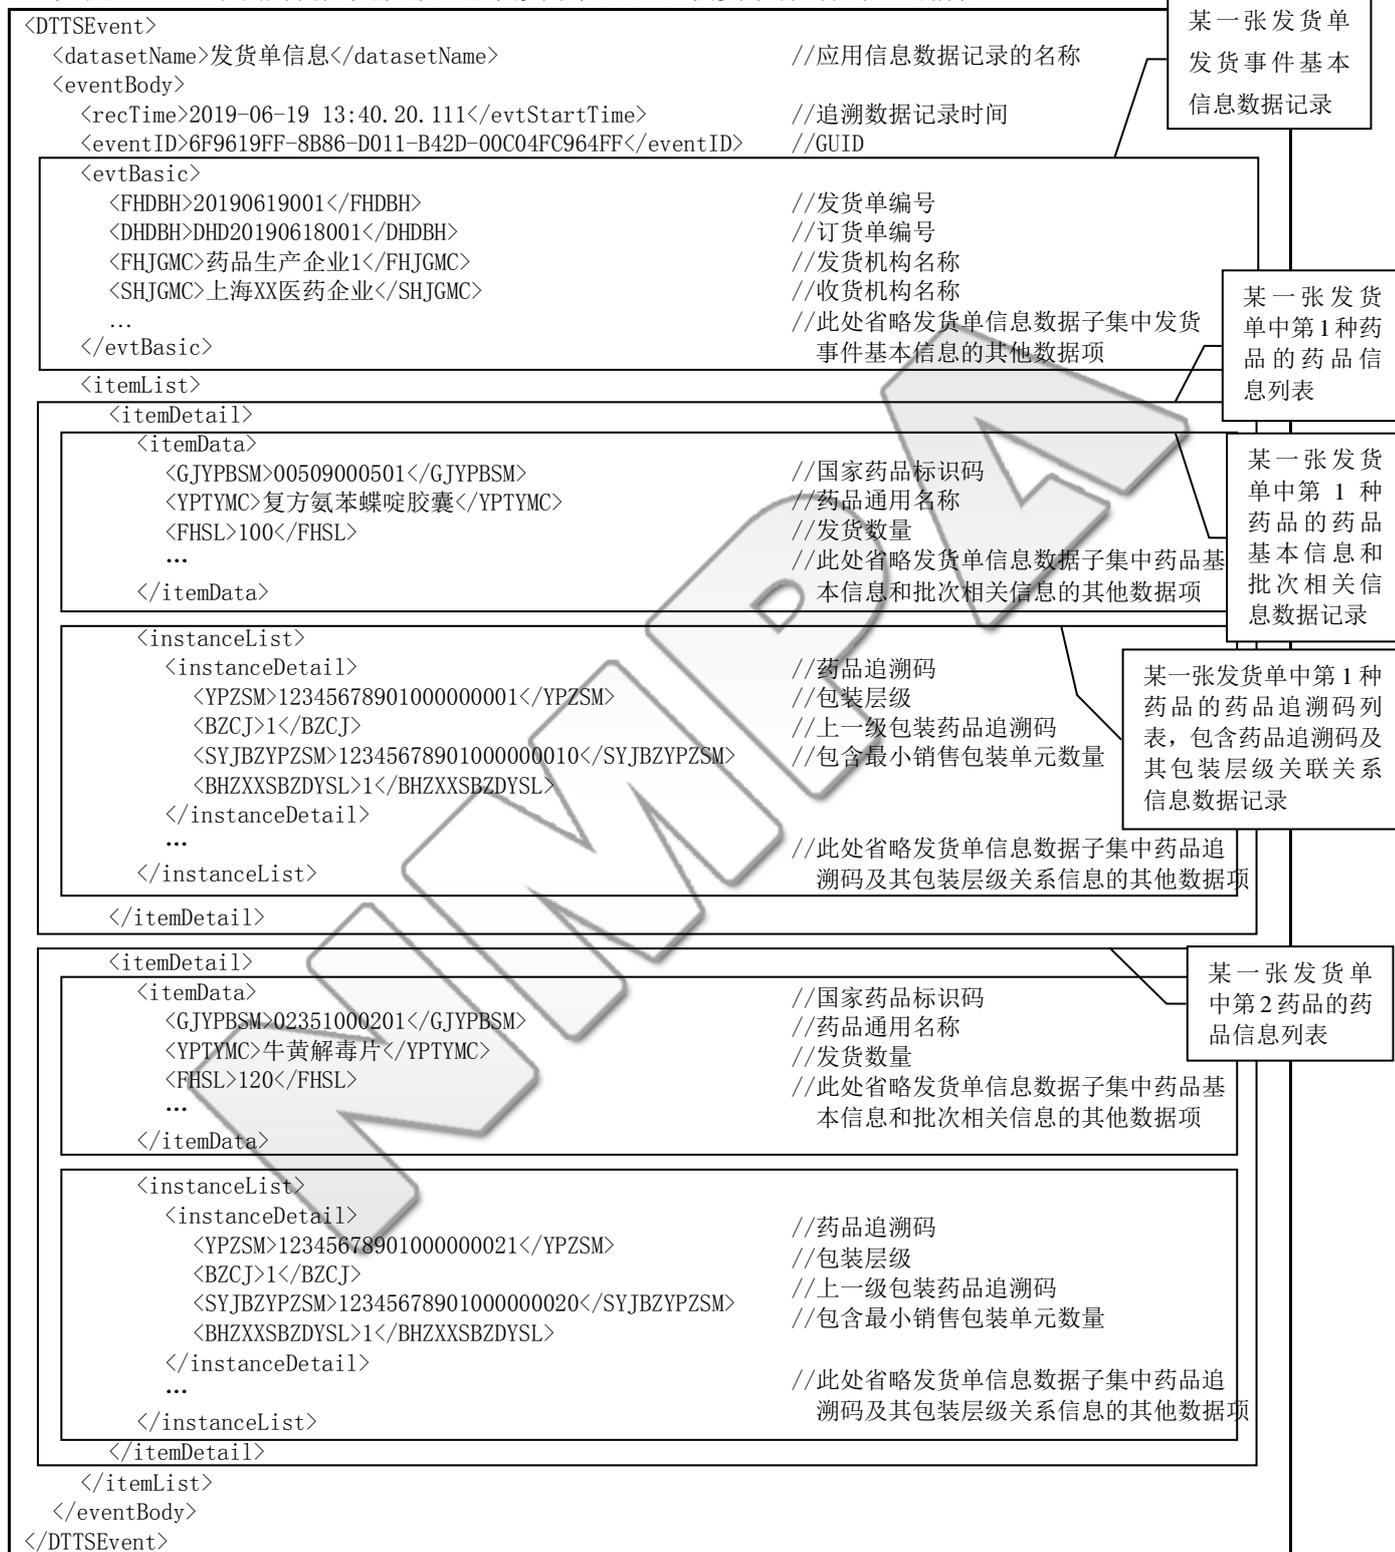 <DTTSEvent>
<datasetName>发货单信息</datasetName> //应用信息数据记录的名称
<eventBody>
<recTime>2019-06-19 13:40.20.111</evtStartTime> //追溯数据记录时间
<eventID>6F9619FF-8B86-D011-B42D-00C04FC964FF</eventID> //GUID
某一张发货单
发货事件基本
信息数据记录
<evtBasic>
<FHDBH>20190619001</FHDBH> //发货单编号
<DHDBH>DHD20190618001</DHDBH> //订货单编号
<FHJGMC>药品生产企业1</FHJGMC> //发货机构名称
<SHJGMC>上海XX医药企业</SHJGMC> //收货机构名称
... //此处省略发货单信息数据子集中发货
</evtBasic> 事件基本信息的其他数据项
某一张发货
单中第1种药
品的药品信
息列表
<itemList>
<itemDetail>
<itemData>
<GJYPBSM>00509000501</GJYPBSM> //国家药品标识码
<YPTYMC>复方氨苯蝶啶胶囊</YPTYMC> //药品通用名称
<FHSL>100</FHSL> //发货数量
... //此处省略发货单信息数据子集中药品基
</itemData> 本信息和批次相关信息的其他数据项
某一张发货
单中第1种
药品的药品
基本信息和
批次相关信
息数据记录
<instanceList>
<instanceDetail> //药品追溯码
<YPZSM>12345678901000000001</YPZSM> //包装层级
<BZCJ>1</BZCJ> //上一级包装药品追溯码
<SYJBZYPZSM>12345678901000000010</SYJBZYPZSM> //包含最小销售包装单元数量
<BHZXXSBZDYSL>1</BHZXXSBZDYSL>
</instanceDetail>
... //此处省略发货单信息数据子集中药品追
</instanceList> 溯码及其包装层级关系信息的其他数据项
某一张发货单中第1种
药品的药品追溯码列
表，包含药品追溯码及
其包装层级关联关系
信息数据记录
</itemDetail>
<itemDetail>
<itemData> //国家药品标识码
<GJYPBSM>02351000201</GJYPBSM> //药品通用名称
<YPTYMC>牛黄解毒片</YPTYMC> //发货数量
<FHSL>120</FHSL> //此处省略发货单信息数据子集中药品基
... 本信息和批次相关信息的其他数据项
</itemData>
某一张发货单
中第2药品的药
品信息列表
<instanceList>
<instanceDetail> //药品追溯码
<YPZSM>12345678901000000021</YPZSM> //包装层级
<BZCJ>1</BZCJ> //上一级包装药品追溯码
<SYJBZYPZSM>12345678901000000020</SYJBZYPZSM> //包含最小销售包装单元数量
<BHZXXSBZDYSL>1</BHZXXSBZDYSL>
</instanceDetail>
... //此处省略发货单信息数据子集中药品追
</instanceList> 溯码及其包装层级关系信息的其他数据项
</itemDetail>
</itemList>
</eventBody>
</DTTSEvent>
NMPA